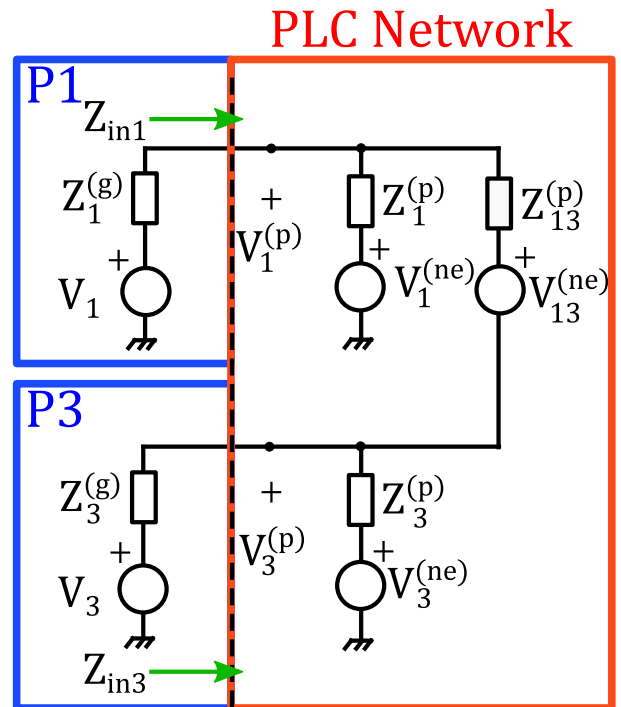 PLC Network
P1
Z_in1
Z_1^(g)
+
V_1^(p)
Z_1^(p)
Z_13^(p)
+
V_1
+
V_1^(ne)
+
V_13^(ne)
P3
Z_3^(g)
+
V_3^(p)
Z_3^(p)
+
V_3
+
V_3^(ne)
Z_in3